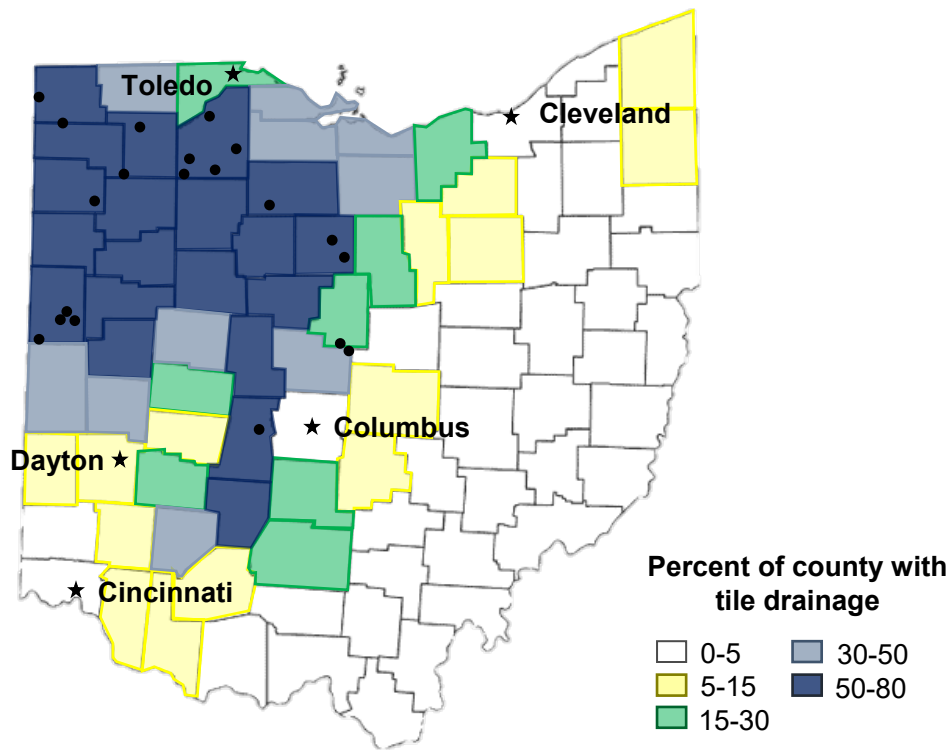 Toledo
Cleveland
Columbus
Dayton
Cincinnati
Percent of county with
tile drainage
0-5
30-50
5-15
50-80
15-30